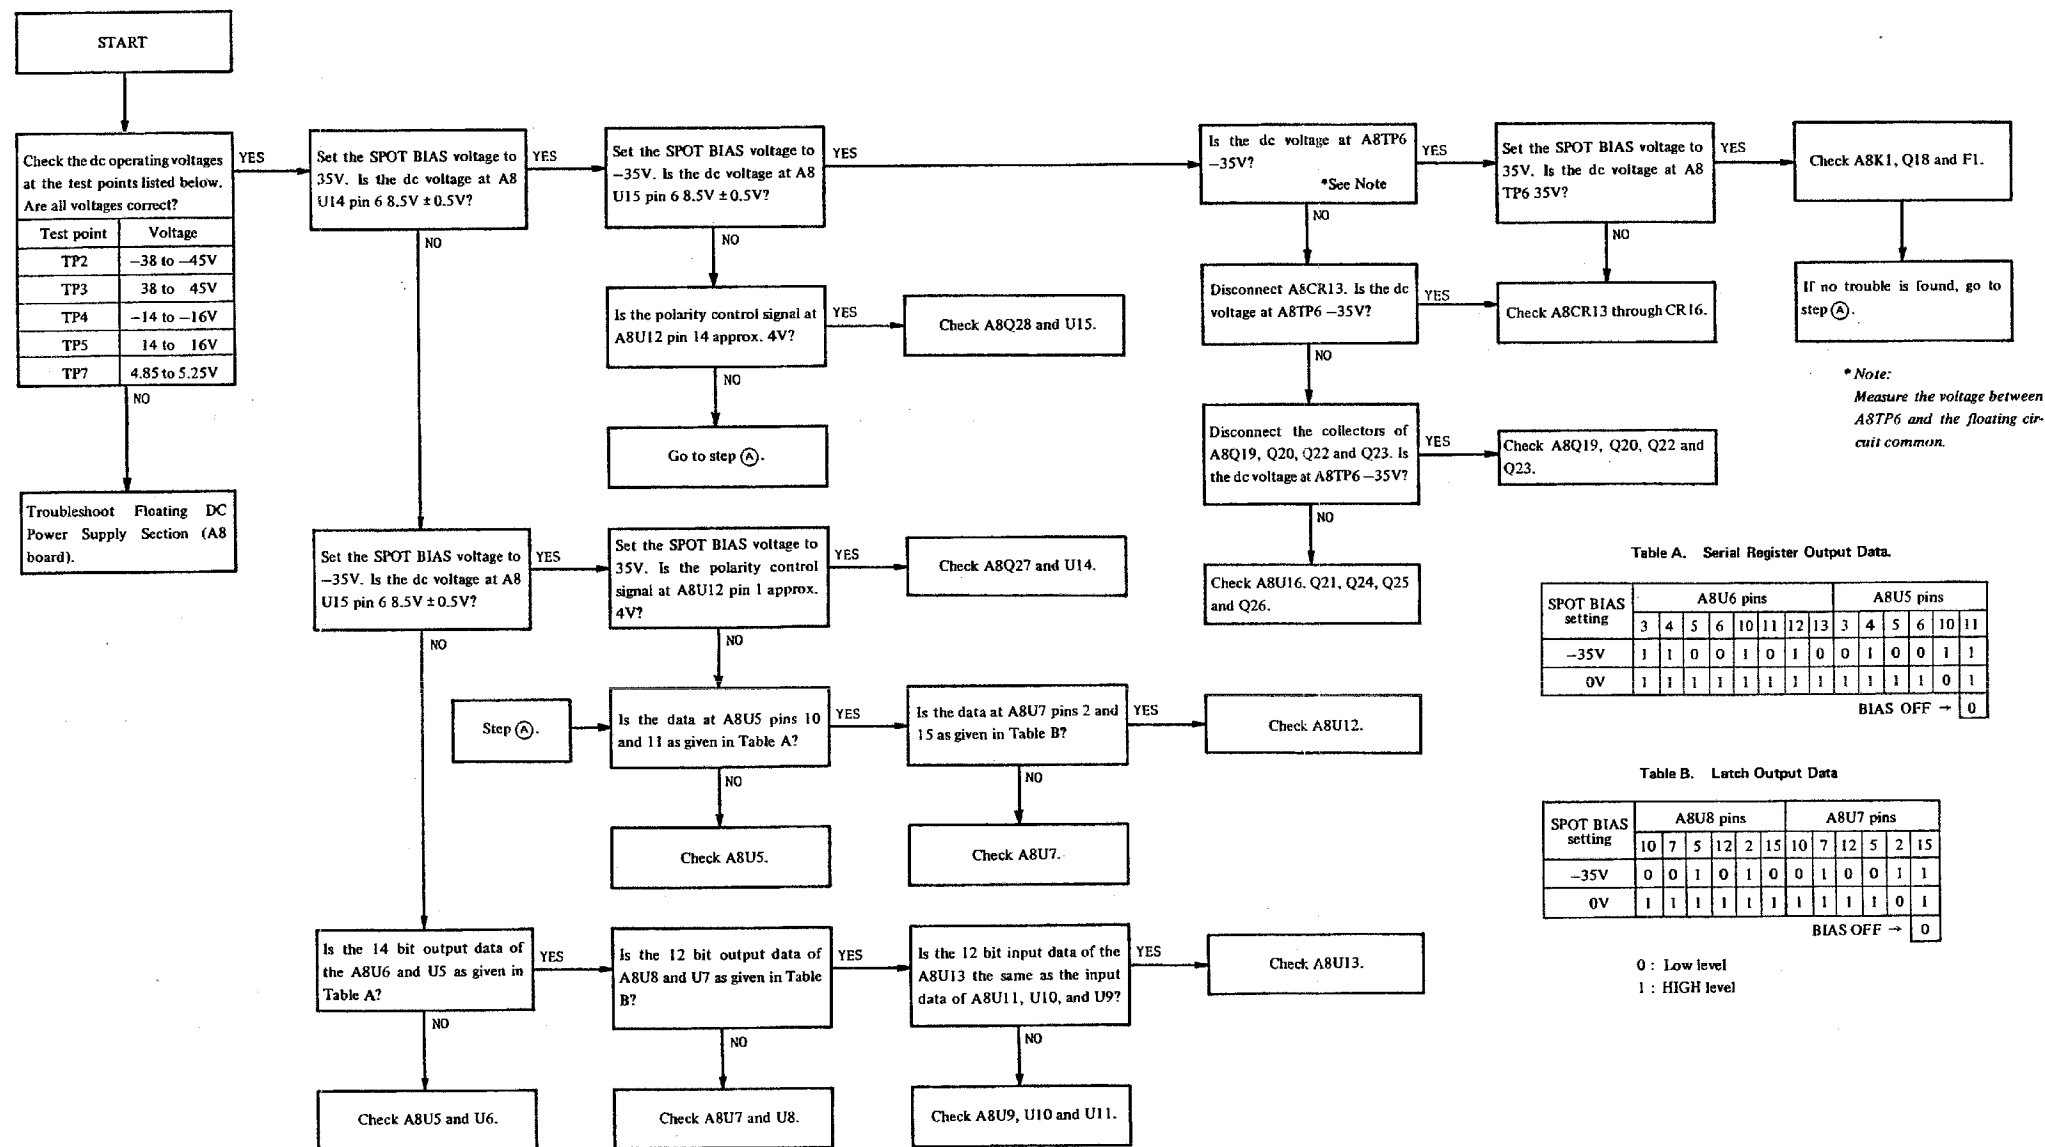 START
Check the dc operating voltages
at the test points listed below.
Are all voltages correct?
Test point Voltage
TP2 −38 to −45V
TP3 38 to 45V
TP4 −14 to −16V
TP5 14 to 16V
TP7 4.85 to 5.25V
YES
NO
Troubleshoot Floating DC
Power Supply Section (A8
board).
Set the SPOT BIAS voltage to
35V. Is the dc voltage at A8
U14 pin 6 8.5V ± 0.5V?
YES
NO
Set the SPOT BIAS voltage to
−35V. Is the dc voltage at A8
U15 pin 6 8.5V ± 0.5V?
YES
NO
Is the polarity control signal at
A8U12 pin 14 approx. 4V?
YES
NO
Check A8Q28 and U15.
Go to step Ⓐ.
Is the dc voltage at A8TP6
−35V?
*See Note
YES
NO
Set the SPOT BIAS voltage to
35V. Is the dc voltage at A8
TP6 35V?
YES
NO
Check A8K1, Q18 and F1.
If no trouble is found, go to
step Ⓐ.
Disconnect A8CR13. Is the dc
voltage at A8TP6 −35V?
YES
NO
Check A8CR13 through CR16.
* Note:
Measure the voltage between
A8TP6 and the floating cir-
cuit common.
Disconnect the collectors of
A8Q19, Q20, Q22 and Q23. Is
the dc voltage at A8TP6 −35V?
YES
NO
Check A8Q19, Q20, Q22 and
Q23.
Check A8U16. Q21, Q24, Q25
and Q26.
Set the SPOT BIAS voltage to
−35V. Is the dc voltage at A8
U15 pin 6 8.5V ± 0.5V?
YES
NO
Set the SPOT BIAS voltage to
35V. Is the polarity control
signal at A8U12 pin 1 approx.
4V?
YES
NO
Check A8Q27 and U14.
Step Ⓐ.
Is the data at A8U5 pins 10
and 11 as given in Table A?
YES
NO
Is the data at A8U7 pins 2 and
15 as given in Table B?
YES
NO
Check A8U12.
Check A8U5.
Check A8U7.
Is the 14 bit output data of
the A8U6 and U5 as given in
Table A?
YES
NO
Is the 12 bit output data of
A8U8 and U7 as given in Table
B?
YES
NO
Is the 12 bit input data of the
A8U13 the same as the input
data of A8U11, U10, and U9?
YES
NO
Check A8U13.
Check A8U5 and U6.
Check A8U7 and U8.
Check A8U9, U10 and U11.
Table A. Serial Register Output Data.
SPOT BIAS
setting
A8U6 pins A8U5 pins
3 4 5 6 10 11 12 13 3 4 5 6 10 11
−35V 1 1 0 0 1 0 1 0 0 1 0 0 1 1
0V 1 1 1 1 1 1 1 1 1 1 1 1 0 1
BIAS OFF → 0
Table B. Latch Output Data
SPOT BIAS
setting
A8U8 pins A8U7 pins
10 7 5 12 2 15 10 7 12 5 2 15
−35V 0 0 1 0 1 0 0 1 0 0 1 1
0V 1 1 1 1 1 1 1 1 1 1 0 1
BIAS OFF → 0
0 : Low level
1 : HIGH level